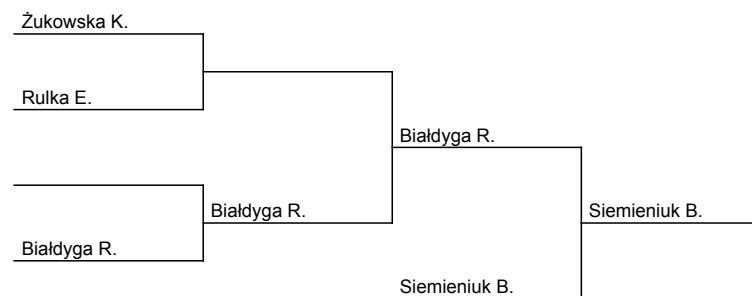 Żukowska K.
Rulka E.
Białdyga R.
Białdyga R.
Siemieniuk B.
Białdyga R.
Siemieniuk B.